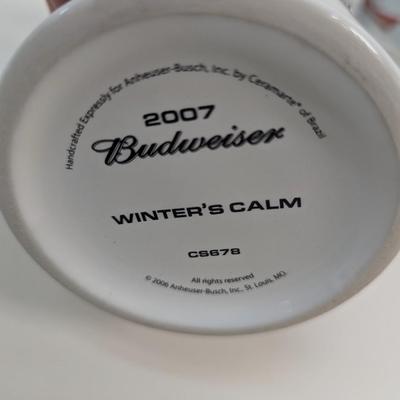 Handcrafted Expressly for Anheuser-Busch, Inc. by Ceramarte® of Brazil
2007
Budweiser
WINTER'S CALM
CS678
All rights reserved
© 2006 Anheuser-Busch, Inc., St. Louis, MO.